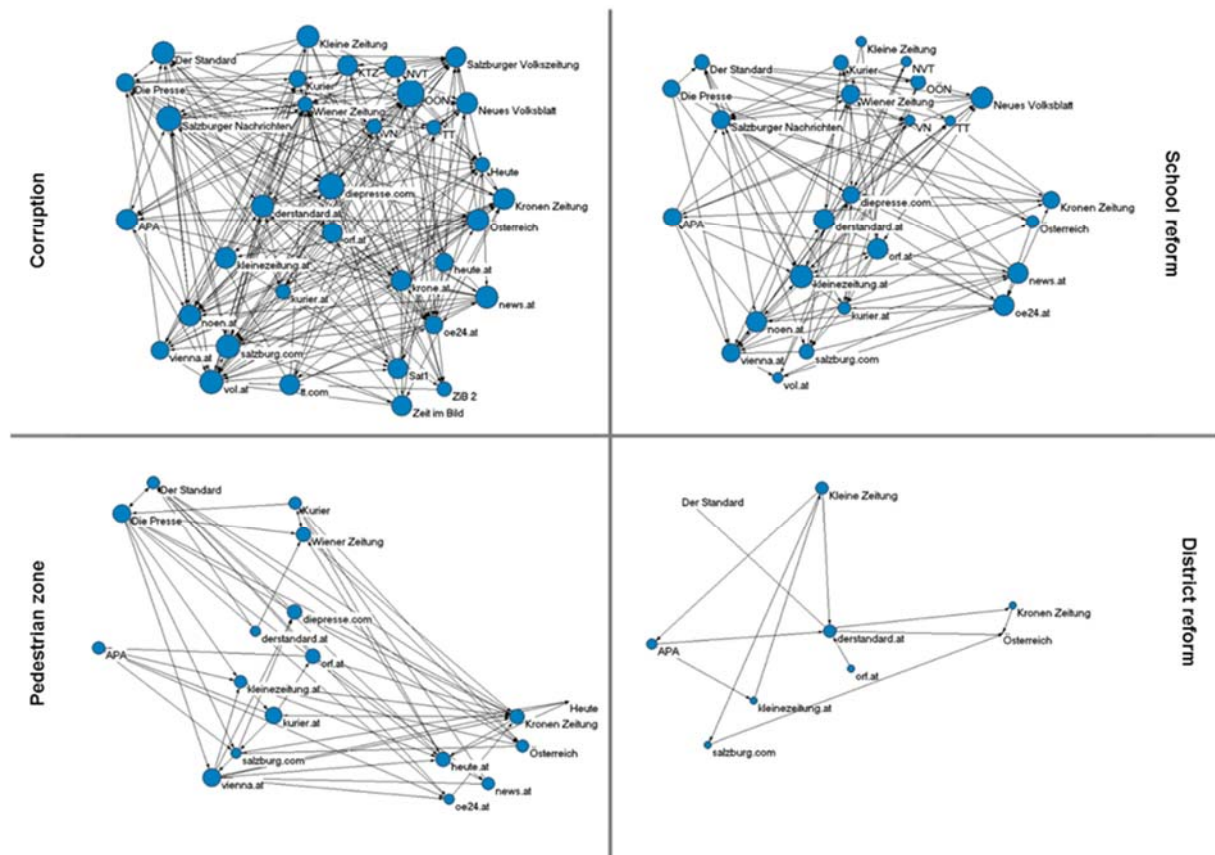 Corruption
Kleine Zeitung
Der Standard
Salzburger Volkszeitung
KTZ
NVT
Die Presse
Kurier
OÖN
Wiener Zeitung
Neues Volksblatt
Salzburger Nachrichten
VN
TT
Heute
diepresse.com
Kronen Zeitung
derstandard.at
APA
Österreich
orf.at
kleinezeitung.at
heute.at
krone.at
kurier.at
news.at
noen.at
oe24.at
vienna.at
salzburg.com
Sat1
vol.at
tt.com
ZiB 2
Zeit im Bild
School reform
Kleine Zeitung
Der Standard
Kurier
NVT
OÖN
Die Presse
Wiener Zeitung
Neues Volksblatt
Salzburger Nachrichten
VN
TT
diepresse.com
Kronen Zeitung
APA
derstandard.at
Österreich
orf.at
kleinezeitung.at
news.at
kurier.at
oe24.at
noen.at
vienna.at
salzburg.com
vol.at
Pedestrian zone
Der Standard
Kurier
Die Presse
Wiener Zeitung
diepresse.com
derstandard.at
APA
orf.at
kleinezeitung.at
Heute
kurier.at
Kronen Zeitung
salzburg.com
Österreich
heute.at
vienna.at
news.at
oe24.at
District reform
Der Standard
Kleine Zeitung
Kronen Zeitung
derstandard.at
Österreich
APA
orf.at
kleinezeitung.at
salzburg.com